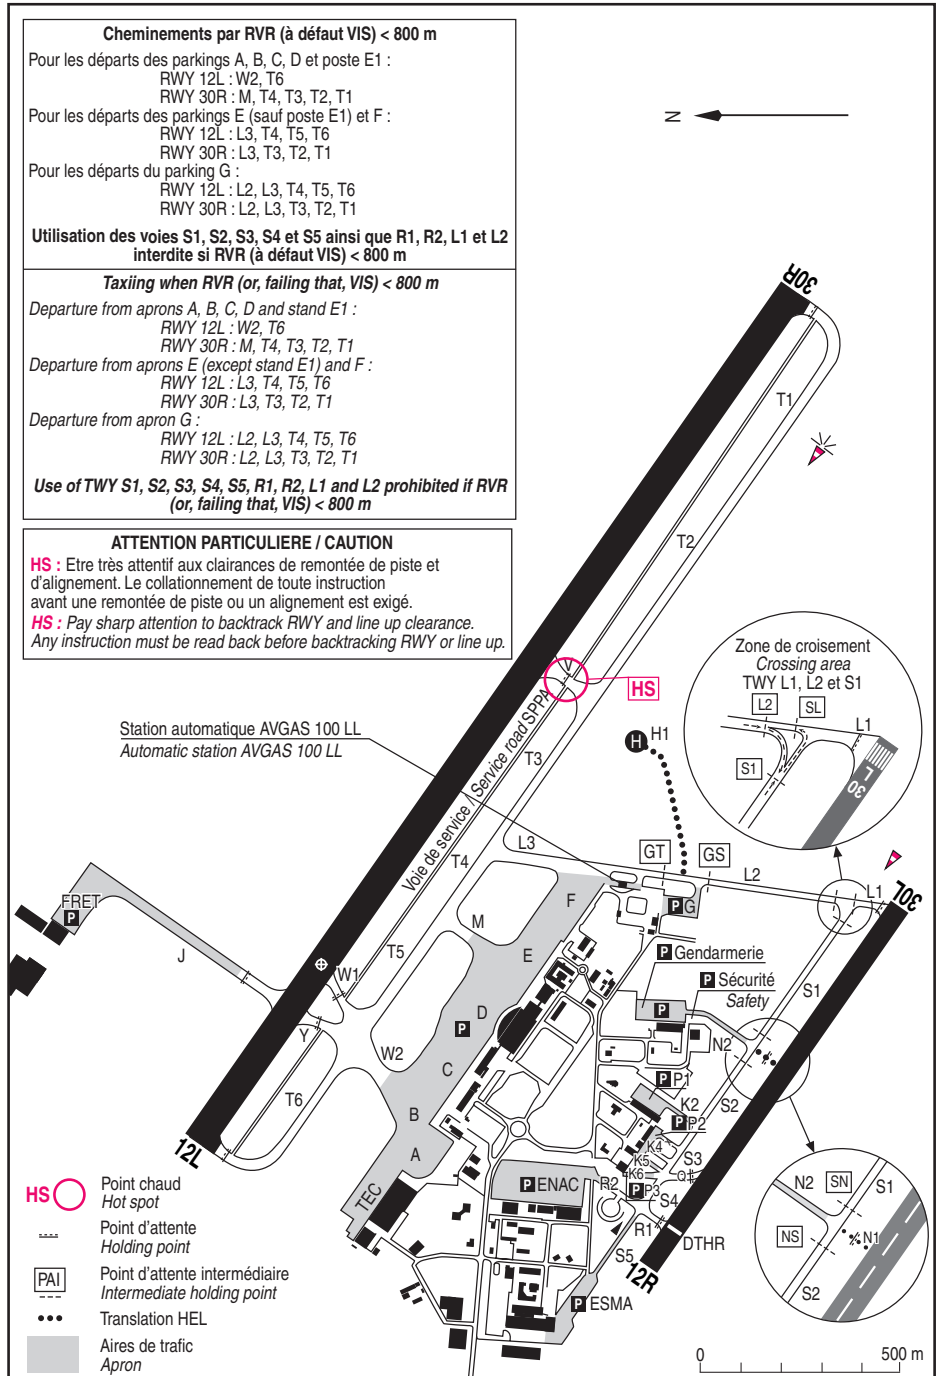 Cheminements par RVR (à défaut VIS) < 800 m
Pour les départs des parkings A, B, C, D et poste E1 :
RWY 12L : W2, T6
RWY 30R : M, T4, T3, T2, T1
Pour les départs des parkings E (sauf poste E1) et F :
RWY 12L : L3, T4, T5, T6
RWY 30R : L3, T3, T2, T1
Pour les départs du parking G :
RWY 12L : L2, L3, T4, T5, T6
RWY 30R : L2, L3, T3, T2, T1
Utilisation des voies S1, S2, S3, S4 et S5 ainsi que R1, R2, L1 et L2
interdite si RVR (à défaut VIS) < 800 m
Taxiing when RVR (or, failing that, VIS) < 800 m
Departure from aprons A, B, C, D and stand E1 :
RWY 12L : W2, T6
RWY 30R : M, T4, T3, T2, T1
Departure from aprons E (except stand E1) and F :
RWY 12L : L3, T4, T5, T6
RWY 30R : L3, T3, T2, T1
Departure from apron G :
RWY 12L : L2, L3, T4, T5, T6
RWY 30R : L2, L3, T3, T2, T1
Use of TWY S1, S2, S3, S4, S5, R1, R2, L1 and L2 prohibited if RVR
(or, failing that, VIS) < 800 m
ATTENTION PARTICULIERE / CAUTION
HS : Etre très attentif aux clairances de remontée de piste et
d'alignement. Le collationnement de toute instruction
avant une remontée de piste ou un alignement est exigé.
HS : Pay sharp attention to backtrack RWY and line up clearance.
Any instruction must be read back before backtracking RWY or line up.
N
30R
T1
T2
V
HS
Zone de croisement
Crossing area
TWY L1, L2 et S1
L2
SL
L1
S1
30 L
Station automatique AVGAS 100 LL
Automatic station AVGAS 100 LL
Voie de service / Service road SPPA
H
H1
T3
L3
T4
GT
GS
L2
L1
30L
FRET
P
J
F
P G
M
E
T5
W1
P Gendarmerie
P Sécurité
Safety
S1
P
D
P
Y
W2
N2
C
P P1
T6
K2
S2
B
P P2
12L
A
K4
K5
K6
S3
Q
TEC
P ENAC
R2
P P3
S4
R1
DTHR
S5
12R
P ESMA
N2
SN
S1
NS
N1
S2
HS
Point chaud
Hot spot
Point d'attente
Holding point
PAI
Point d'attente intermédiaire
Intermediate holding point
Translation HEL
Aires de trafic
Apron
0
500 m